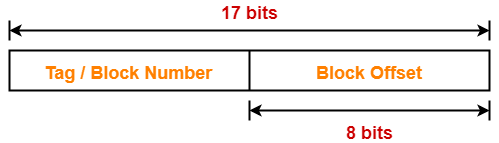 17 bits
Tag / Block Number
Block Offset
8 bits